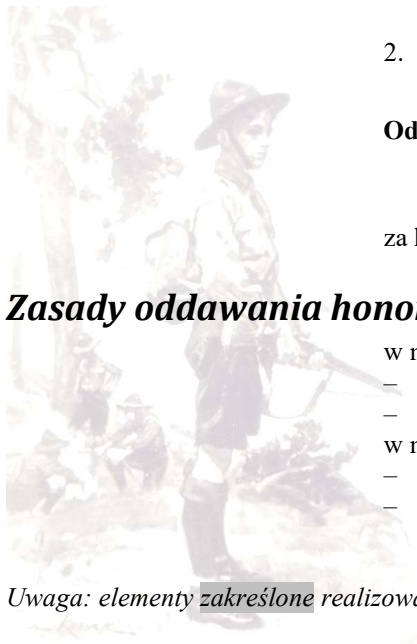 2.
Od
za
Zasady oddawania hono
w
–
–
w
–
–
Uwaga: elementy zakreślone realizowa